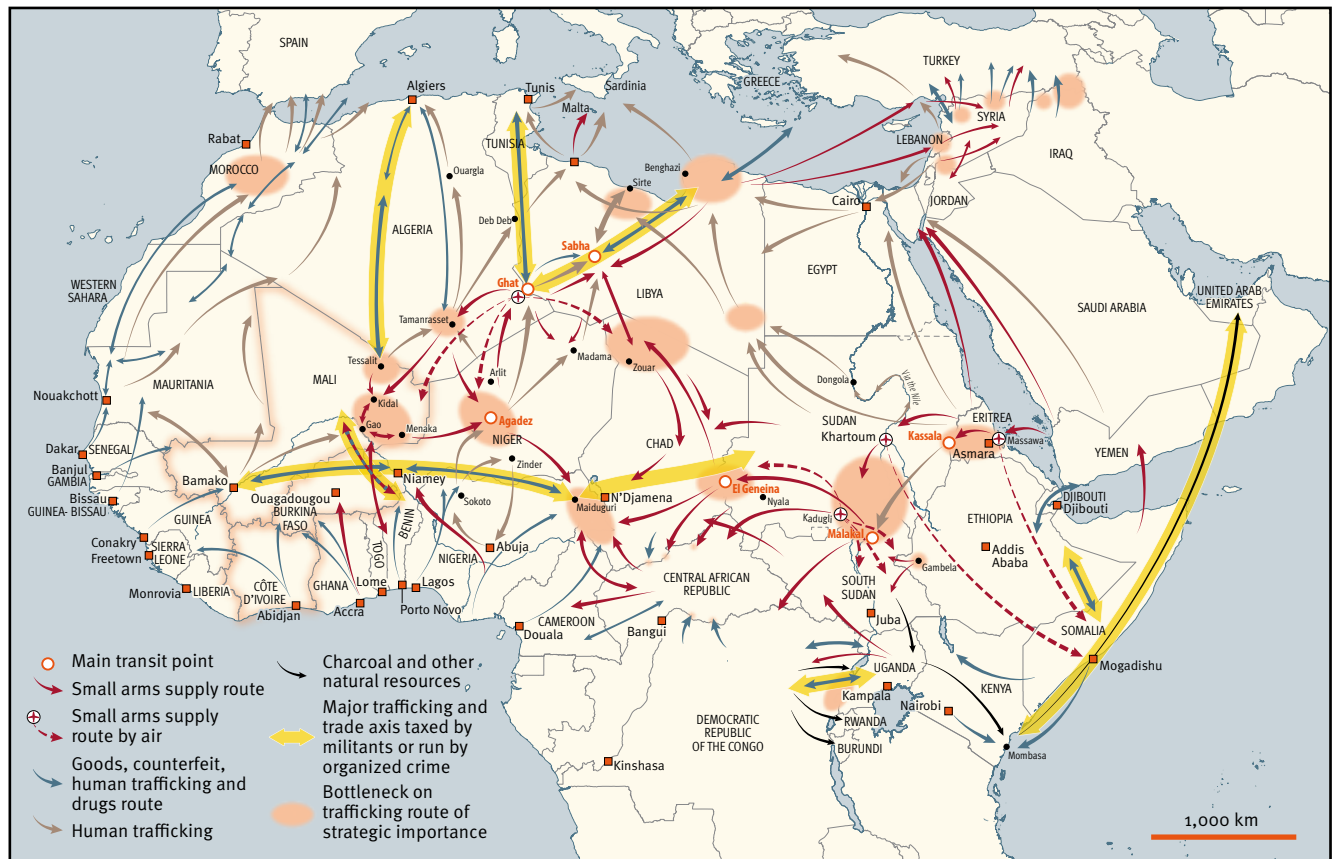 SPAIN
Algiers
Tunis
Sardinia
GREECE
TURKEY
Malta
SYRIA
Rabat
TUNISIA
LEBANON
IRAQ
MOROCCO
Ouargla
Benghazi
Sirte
Cairo
JORDAN
ALGERIA
Deb Deb
Sabha
EGYPT
WESTERN
SAHARA
Ghat
LIBYA
UNITED ARAB
EMIRATES
SAUDI ARABIA
Tamanrasset
Madama
Tessalit
Zouar
MALI
Arlit
Dongola
Via the Nile
MAURITANIA
Nouakchott
Kidal
Agadez
SUDAN
ERITREA
Gao
Menaka
NIGER
CHAD
Khartoum
Kassala
Massawa
Dakar
SENEGAL
Asmara
YEMEN
Banjul
GAMBIA
Zinder
Bamako
Niamey
El Geneina
Bissau
GUINEA- BISSAU
Ouagadougou
BURKINA
FASO
Sokoto
Maiduguri
N'Djamena
Nyala
DJIBOUTI
Djibouti
GUINEA
BENIN
Kadugli
ETHIOPIA
Conakry
Freetown
SIERRA
LEONE
TOGO
NIGERIA
Abuja
Malakal
Addis
Ababa
Gambela
CENTRAL AFRICAN
REPUBLIC
SOUTH
SUDAN
LIBERIA
CÔTE
D'IVOIRE
GHANA
Lome
Lagos
Monrovia
Abidjan
Accra
Porto Novo
CAMEROON
Douala
Bangui
Juba
SOMALIA
Mogadishu
UGANDA
KENYA
Kampala
Nairobi
DEMOCRATIC
REPUBLIC
OF THE CONGO
RWANDA
BURUNDI
Mombasa
Kinshasa
Main transit point
Small arms supply route
Small arms supply
route by air
Goods, counterfeit,
human trafficking and
drugs route
Human trafficking
Charcoal and other
natural resources
Major trafficking and
trade axis taxed by
militants or run by
organized crime
Bottleneck on
trafficking route of
strategic importance
1,000 km